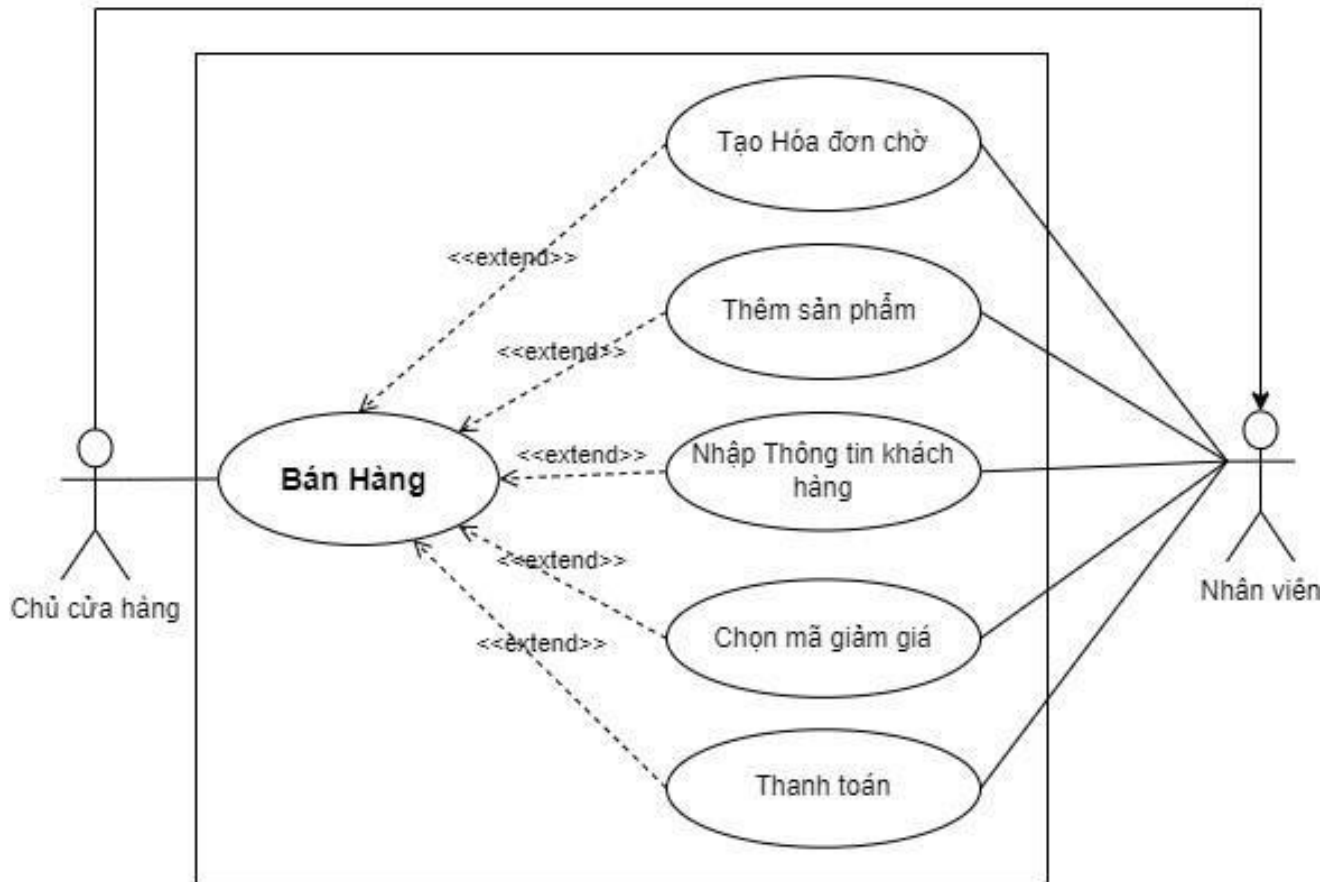 Tạo Hóa đơn chờ
<<extend>>
Thêm sản phẩm
<<extend>>
Nhập Thông tin khách
hàng
<<extend>>
Bán Hàng
<<extend>>
Chủ cửa hàng
Nhân viên
Chọn mã giảm giá
<<extend>>
Thanh toán